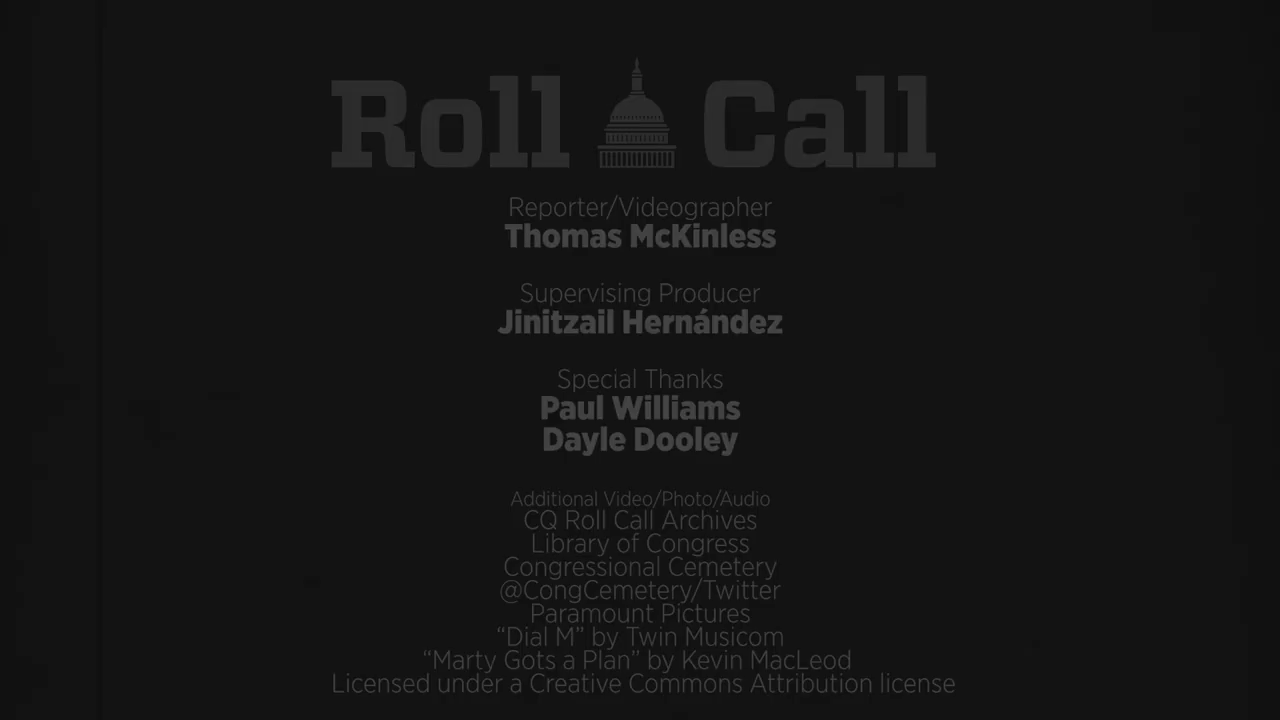 Roll Call
Reporter/Videographer
Thomas McKinless
Supervising Producer
Jinitzail Hernández
Special Thanks
Paul Williams
Dayle Dooley
Additional Video/Photo/Audio
CQ Roll Call Archives
Library of Congress
Congressional Cemetery
@CongCemetery/Twitter
Paramount Pictures
“Dial M” by Twin Musicom
“Marty Gots a Plan” by Kevin MacLeod
Licensed under a Creative Commons Attribution license